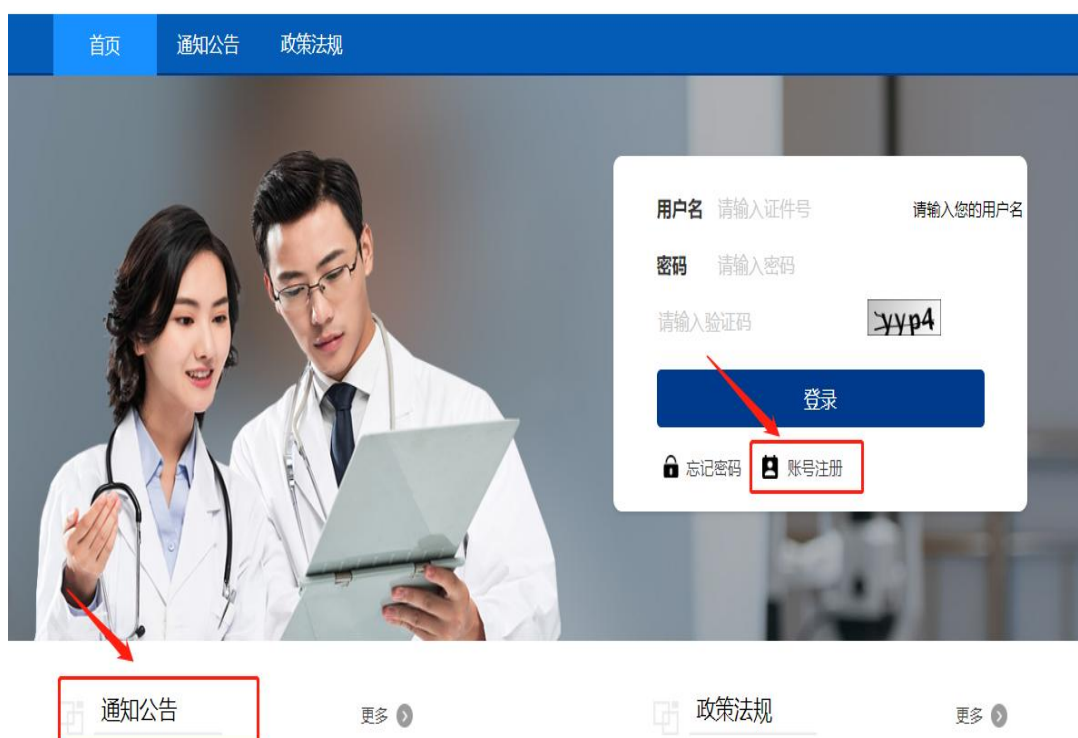 首页 通知公告 政策法规
用户名 请输入证件号 请输入您的用户名
密码 请输入密码
请输入验证码 yyp4
登录
忘记密码 账号注册
通知公告 更多 政策法规 更多